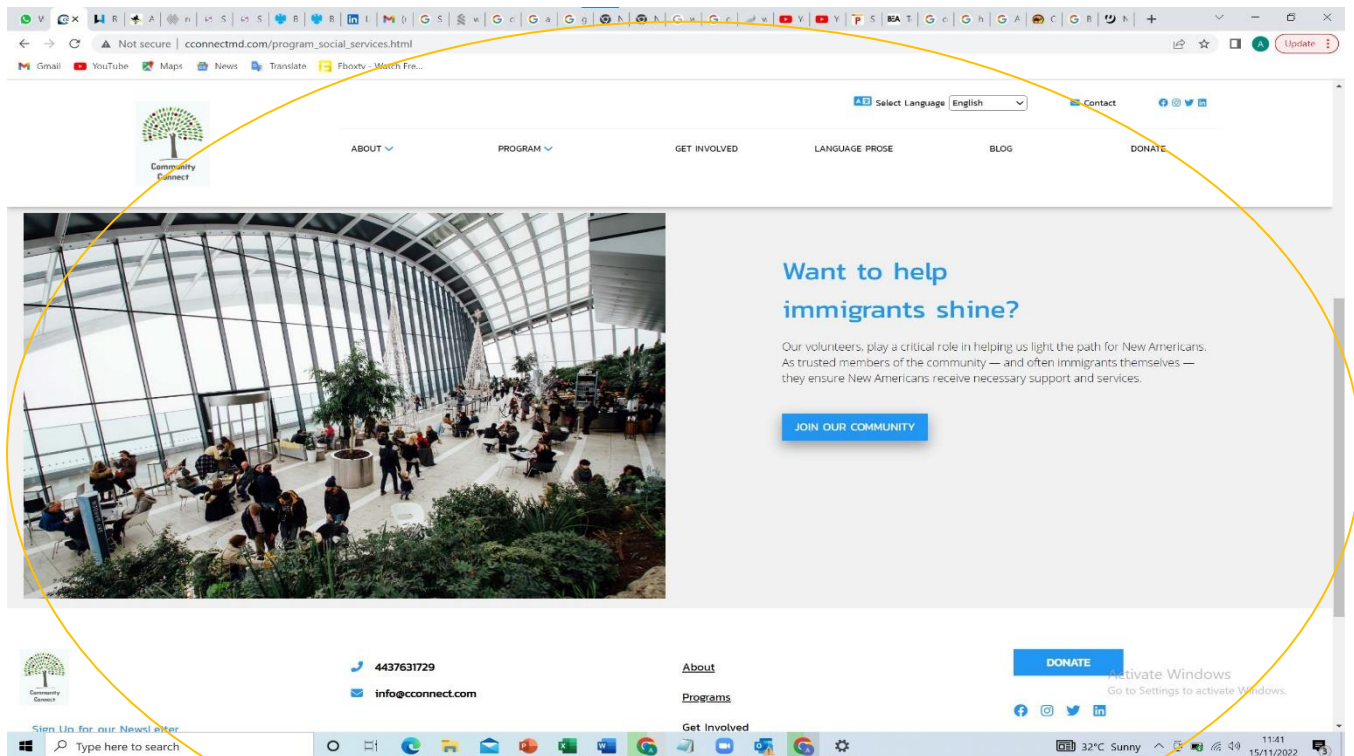 Not secure cconnectmd.com/program_social_services.html Update
Gmail YouTube Maps News Translate Fboxtv - Watch Fre...
Select Language English Contact
ABOUT PROGRAM GET INVOLVED LANGUAGE PROSE BLOG DONATE
Community
Connect
Want to help
immigrants shine?
Our volunteers, play a critical role in helping us light the path for New Americans.
As trusted members of the community — and often immigrants themselves —
they ensure New Americans receive necessary support and services.
JOIN OUR COMMUNITY
Community
Connect
4437631729
info@cconnect.com
About
Programs
Get Involved
DONATE
Activate Windows
Go to Settings to activate Windows.
Sign Up for our NewsLetter
Type here to search
32°C Sunny
11:41
15/11/2022